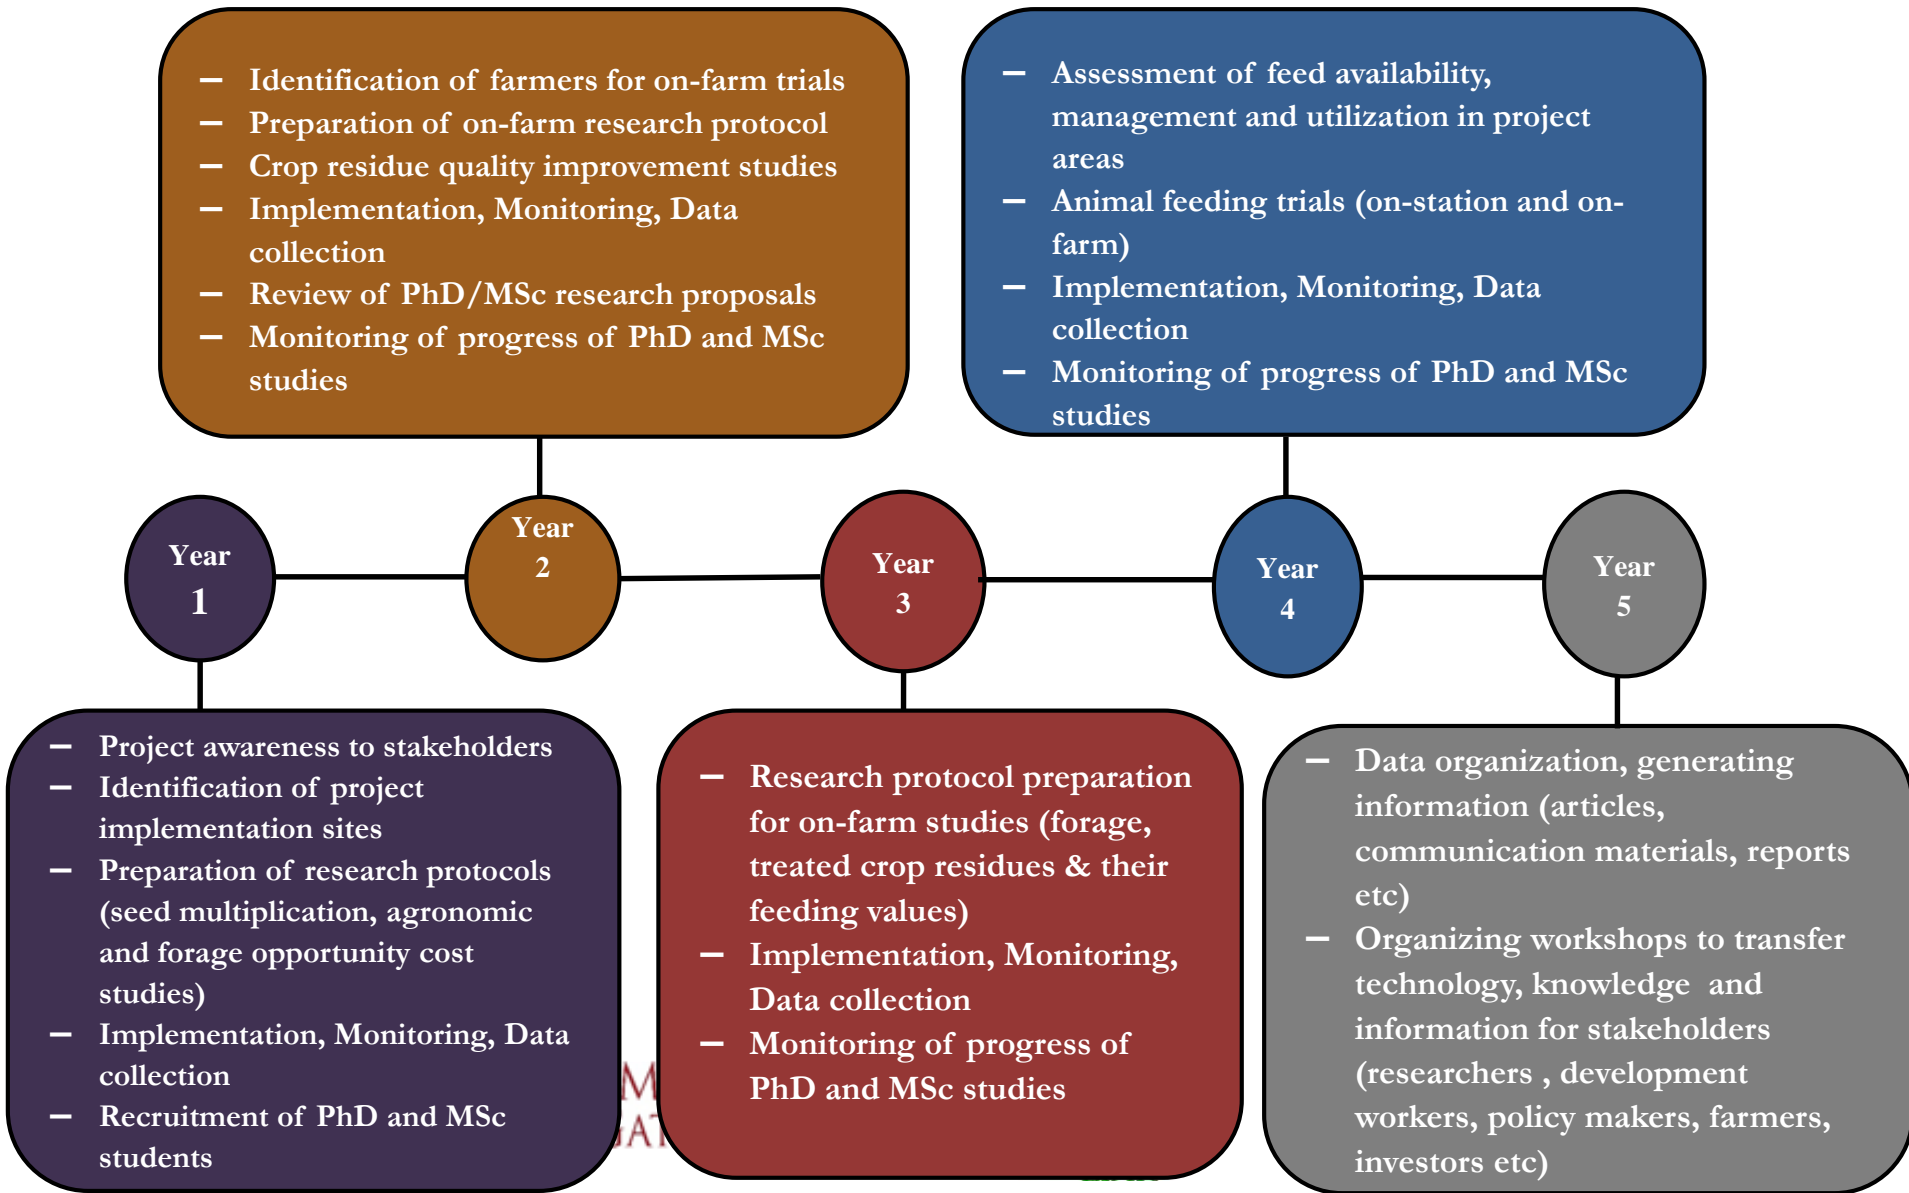 — Identification of farmers for on-farm trials
— Preparation of on-farm research protocol
— Crop residue quality improvement studies
— Implementation, Monitoring, Data
collection
— Review of PhD/MSc research proposals
— Monitoring of progress of PhD and MSc
studies
— Assessment of feed availability,
management and utilization in project
areas
— Animal feeding trials (on-station and on-
farm)
— Implementation, Monitoring, Data
collection
— Monitoring of progress of PhD and MSc
studies
Year
1
Year
2
Year
3
Year
4
Year
5
— Project awareness to stakeholders
— Identification of project
implementation sites
— Preparation of research protocols
(seed multiplication, agronomic
and forage opportunity cost
studies)
— Implementation, Monitoring, Data
collection
— Recruitment of PhD and MSc
students
— Research protocol preparation
for on-farm studies (forage,
treated crop residues & their
feeding values)
— Implementation, Monitoring,
Data collection
— Monitoring of progress of
PhD and MSc studies
— Data organization, generating
information (articles,
communication materials, reports
etc)
— Organizing workshops to transfer
technology, knowledge and
information for stakeholders
(researchers , development
workers, policy makers, farmers,
investors etc)